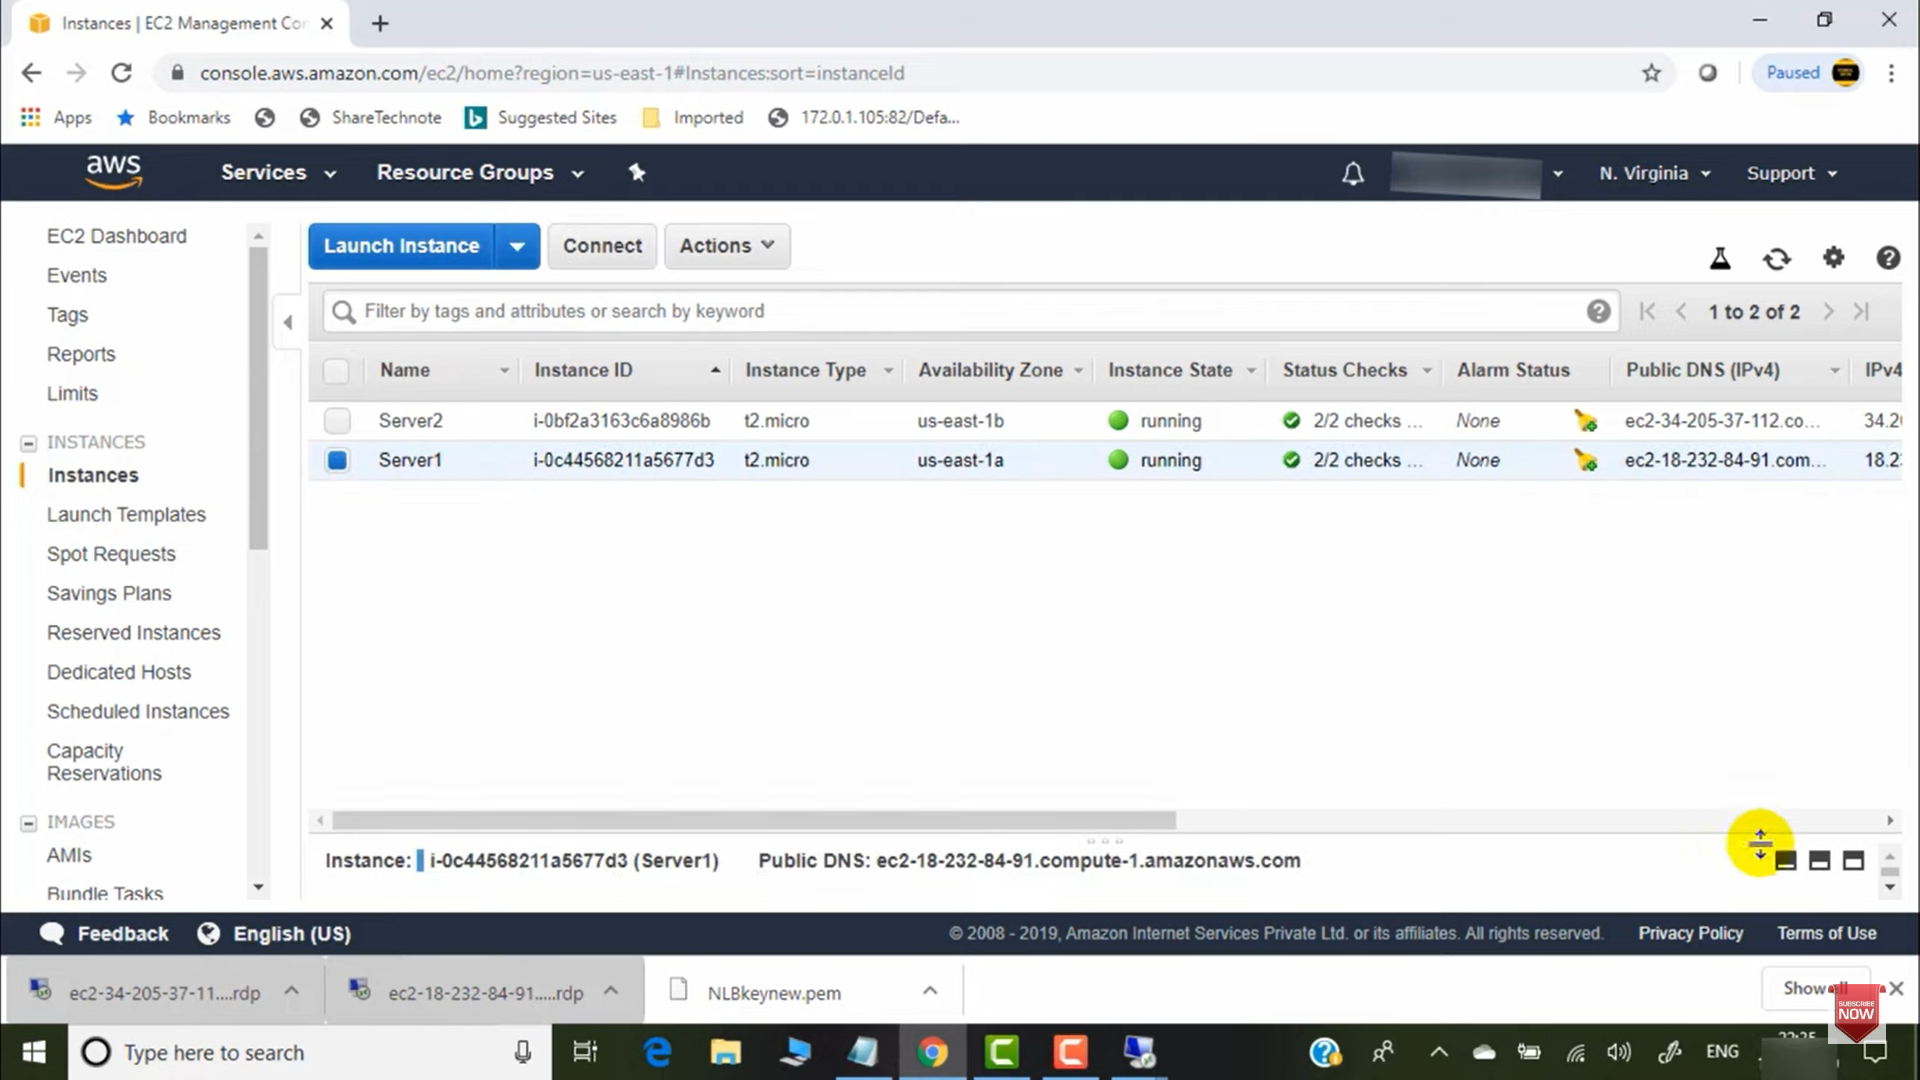 Instances | EC2 Management Con
console.aws.amazon.com/ec2/home?region=us-east-1#Instances:sort=instanceId
Paused
Apps
Bookmarks
ShareTechnote
Suggested Sites
Imported
172.0.1.105:82/Defa...
aws
Services
Resource Groups
N. Virginia
Support
EC2 Dashboard
Events
Tags
Reports
Limits
INSTANCES
Instances
Launch Templates
Spot Requests
Savings Plans
Reserved Instances
Dedicated Hosts
Scheduled Instances
Capacity
Reservations
IMAGES
AMIs
Bundle Tasks
Launch Instance
Connect
Actions
Filter by tags and attributes or search by keyword
1 to 2 of 2
Name Instance ID Instance Type Availability Zone Instance State Status Checks Alarm Status Public DNS (IPv4) IPv4
Server2 i-0bf2a3163c6a8986b t2.micro us-east-1b running 2/2 checks ... None ec2-34-205-37-112.co... 34.20
Server1 i-0c44568211a5677d3 t2.micro us-east-1a running 2/2 checks ... None ec2-18-232-84-91.com... 18.2
Instance: i-0c44568211a5677d3 (Server1) Public DNS: ec2-18-232-84-91.compute-1.amazonaws.com
Feedback
English (US)
© 2008 - 2019, Amazon Internet Services Private Ltd. or its affiliates. All rights reserved.
Privacy Policy
Terms of Use
ec2-34-205-37-11....rdp
ec2-18-232-84-91.....rdp
NLBkeynew.pem
Show
SUBSCRIBE
NOW
Type here to search
ENG